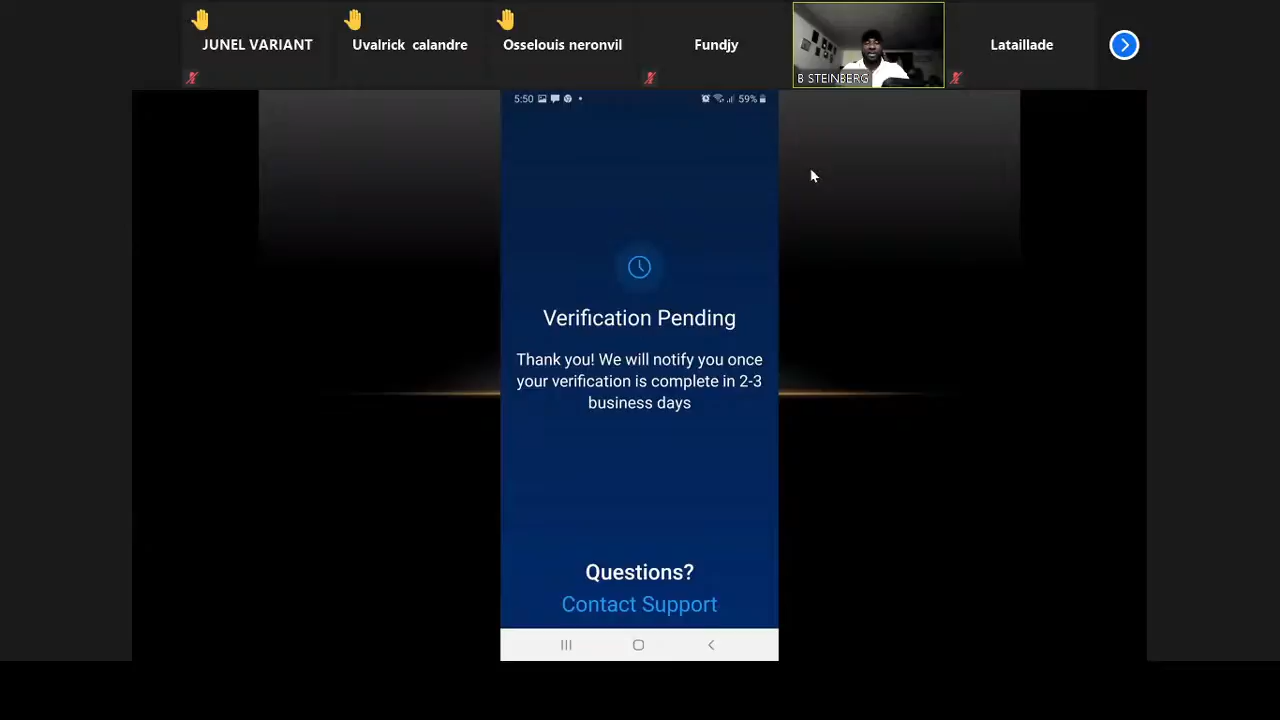 JUNEL VARIANT
Uvalrick calandre
Osselouis neronvil
Fundjy
B STEINBERG
Lataillade
5:50
59%
Verification Pending
Thank you! We will notify you once
your verification is complete in 2-3
business days
Questions?
Contact Support